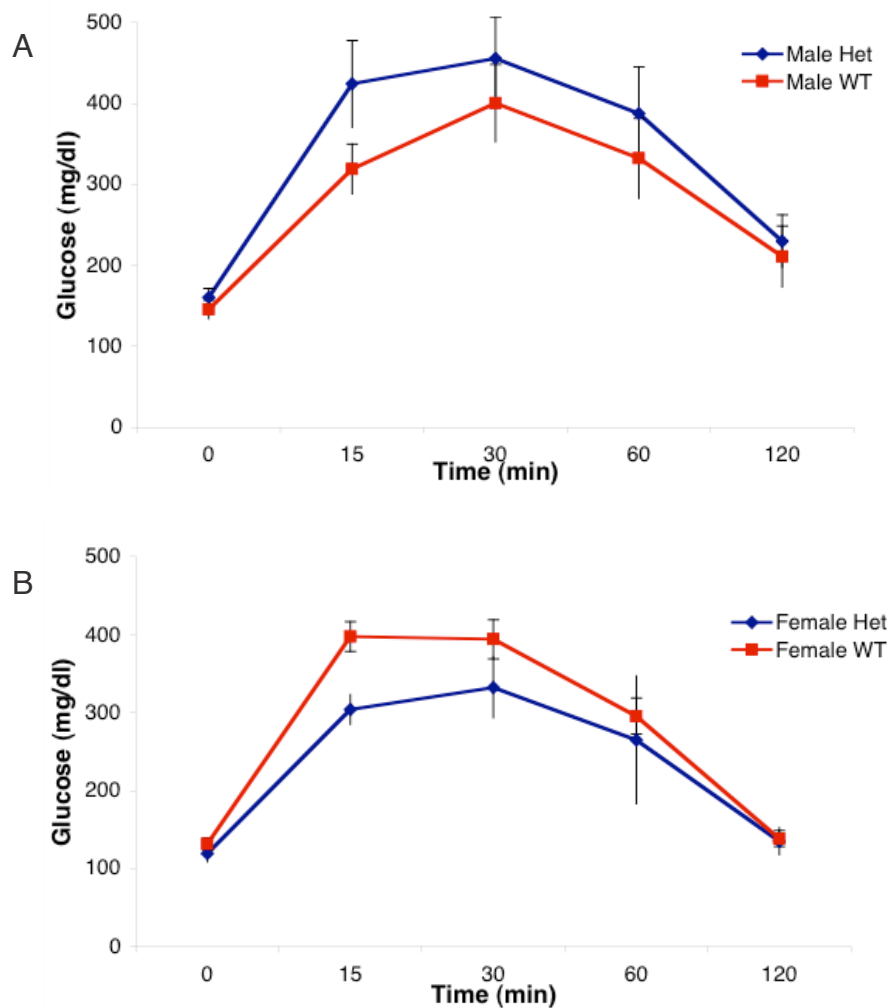 A
Glucose (mg/dl)
500
400
300
200
100
0
0 15 30 60 120
Time (min)
Male Het
Male WT
B
Glucose (mg/dl)
500
400
300
200
100
0
0 15 30 60 120
Time (min)
Female Het
Female WT